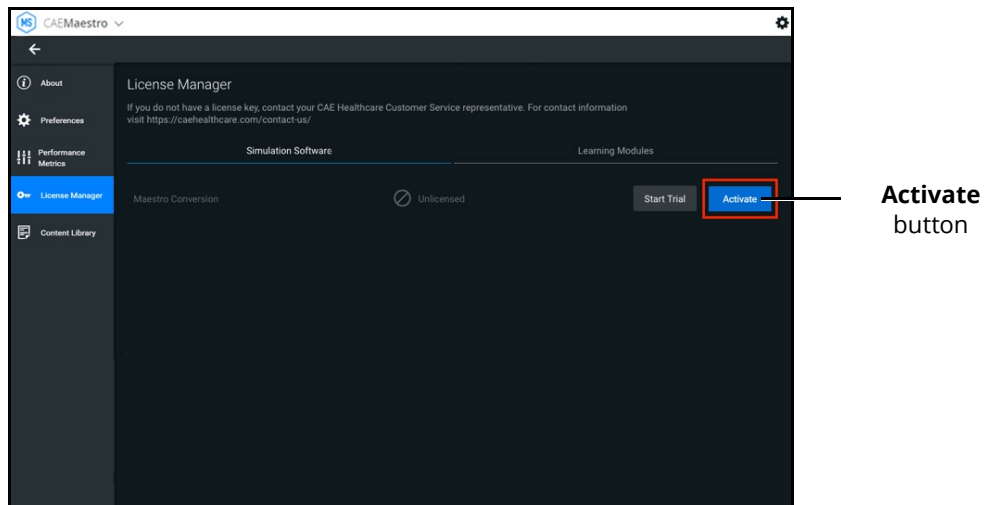 MS CAEMaestro
About
Preferences
Performance
Metrics
License Manager
Content Library
License Manager
If you do not have a license key, contact your CAE Healthcare Customer Service representative. For contact information
visit https://caehealthcare.com/contact-us/
Simulation Software Learning Modules
Maestro Conversion Unlicensed Start Trial Activate
Activate
button